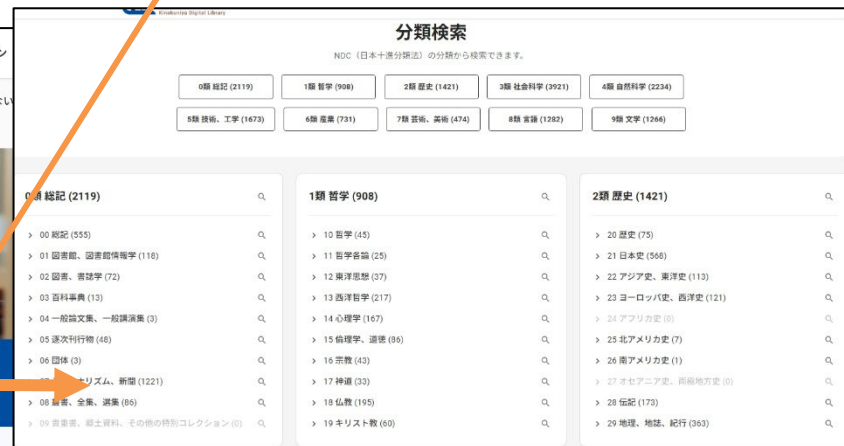 Kinokuniya Digital Library
分類検索
NDC（日本十進分類法）の分類から検索できます。
0類 総記 (2119)
1類 哲学 (908)
2類 歴史 (1421)
3類 社会科学 (3921)
4類 自然科学 (2234)
5類 技術、工学 (1673)
6類 産業 (731)
7類 芸術、美術 (474)
8類 言語 (1282)
9類 文学 (1266)
0類 総記 (2119)
> 00 総記 (555)
> 01 図書館、図書館情報学 (118)
> 02 図書、書誌学 (72)
> 03 百科事典 (13)
> 04 一般論文集、一般講演集 (3)
> 05 逐次刊行物 (48)
> 06 団体 (3)
リズム、新聞 (1221)
> 08 叢書、全集、選集 (86)
> 09 貴重書、郷土資料、その他の特別コレクション (0)
1類 哲学 (908)
> 10 哲学 (45)
> 11 哲学各論 (25)
> 12 東洋思想 (37)
> 13 西洋哲学 (217)
> 14 心理学 (167)
> 15 倫理学、道徳 (86)
> 16 宗教 (43)
> 17 神道 (33)
> 18 仏教 (195)
> 19 キリスト教 (60)
2類 歴史 (1421)
> 20 歴史 (75)
> 21 日本史 (568)
> 22 アジア史、東洋史 (113)
> 23 ヨーロッパ史、西洋史 (121)
> 24 アフリカ史 (0)
> 25 北アメリカ史 (7)
> 26 南アメリカ史 (1)
> 27 オセアニア史、両極地方史 (0)
> 28 伝記 (173)
> 29 地理、地誌、紀行 (363)